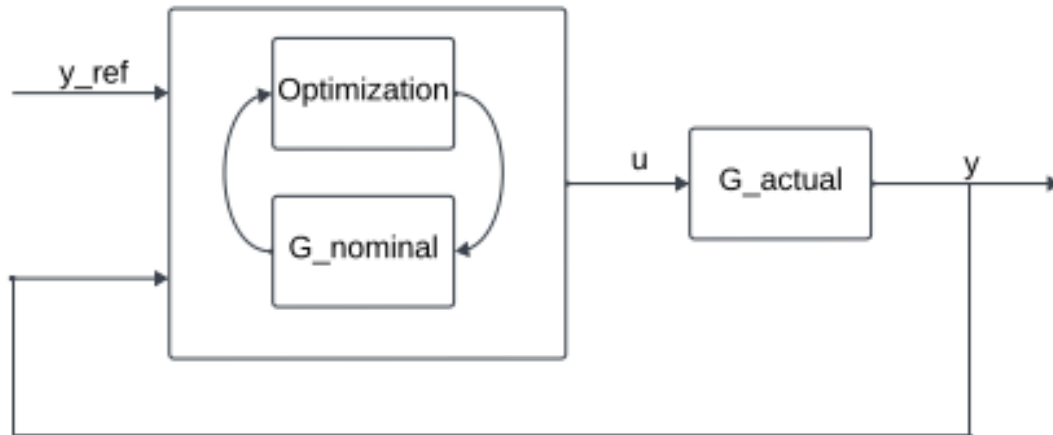 y_ref
Optimization
G_nominal
u
G_actual
y